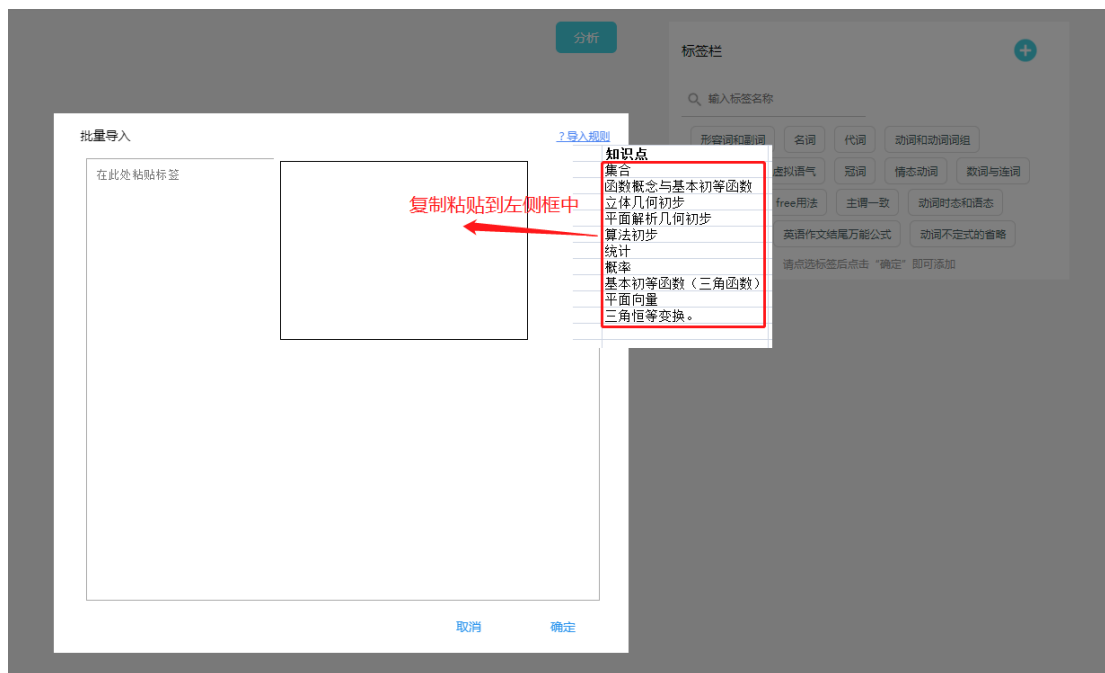 分析
标签栏
输入标签名称
形容词和副词 名词 代词 动词和动词词组
虚拟语气 冠词 情态动词 数词与连词
free用法 主谓一致 动词时态和语态
英语作文结尾万能公式 动词不定式的省略
请点选标签后点击“确定”即可添加
批量导入
?导入规则
在此处粘贴标签
复制粘贴到左侧框中
知识点
集合
函数概念与基本初等函数
立体几何初步
平面解析几何初步
算法初步
统计
概率
基本初等函数(三角函数)
平面向量
三角恒等变换。
取消 确定